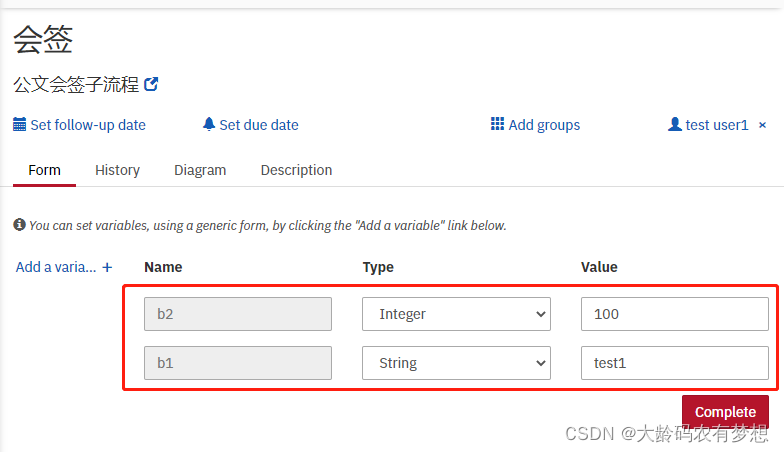 会签
公文会签子流程
Set follow-up date Set due date Add groups test user1 ×
Form History Diagram Description
You can set variables, using a generic form, by clicking the "Add a variable" link below.
Add a varia... + Name Type Value
b2 Integer 100
b1 String test1
Complete
CSDN @大龄码农有梦想